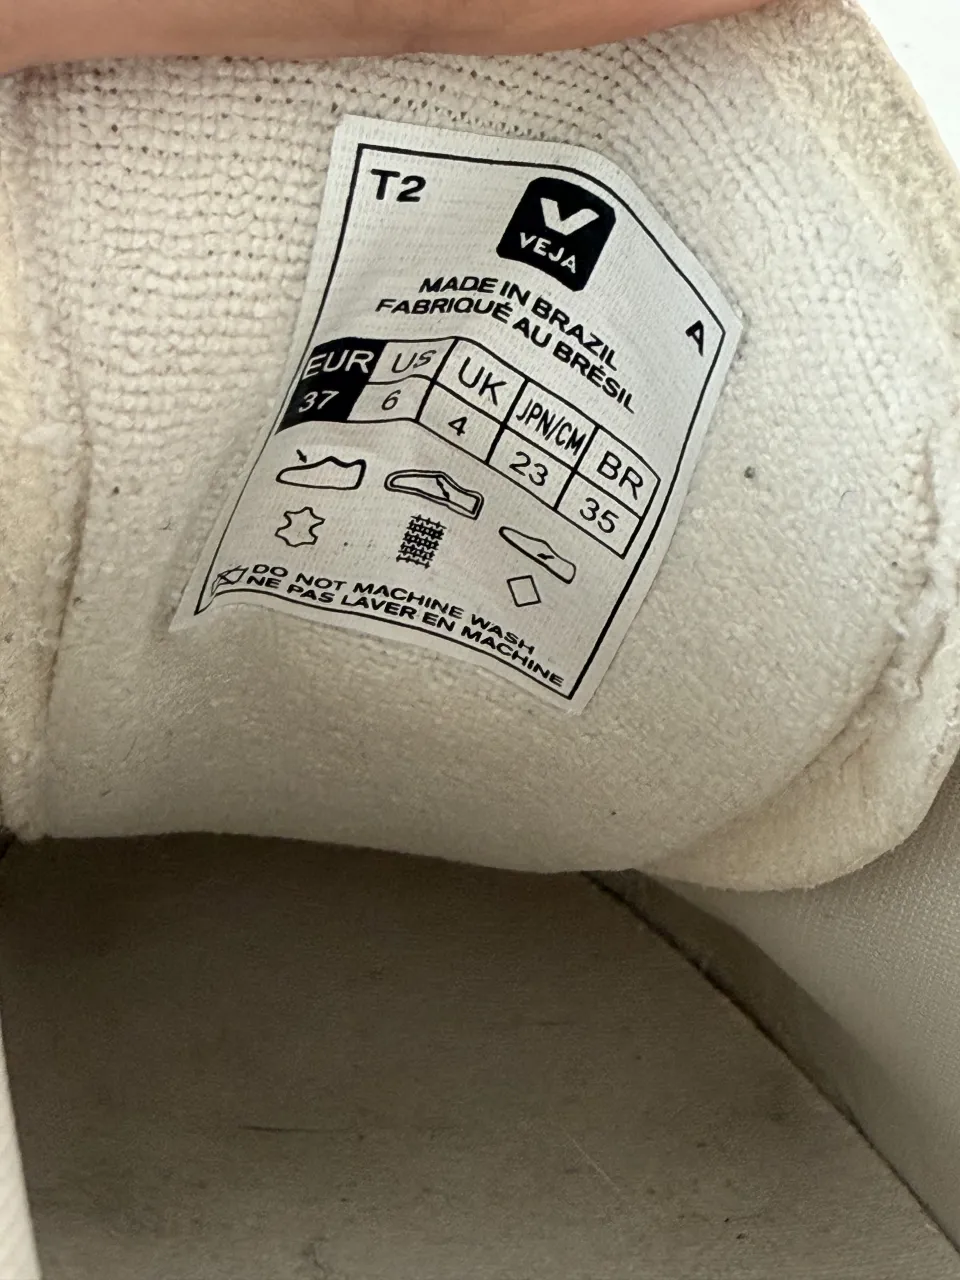 T2
VEJA
A
MADE IN BRAZIL
FABRIQUÉ AU BRÉSIL
EUR US UK JPN/CM BR
37 6 4 23 35
DO NOT MACHINE WASH
NE PAS LAVER EN MACHINE